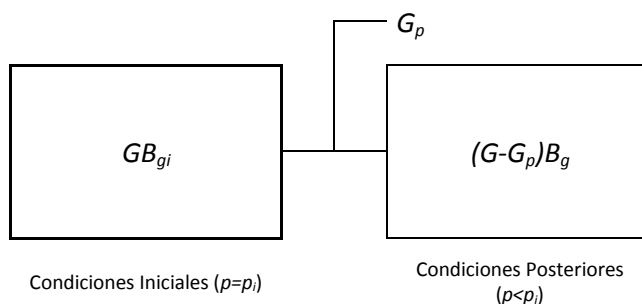 G_p
GB_gi
(G-G_p)B_g
Condiciones Iniciales (p=p_i)
Condiciones Posteriores
(p<p_i)